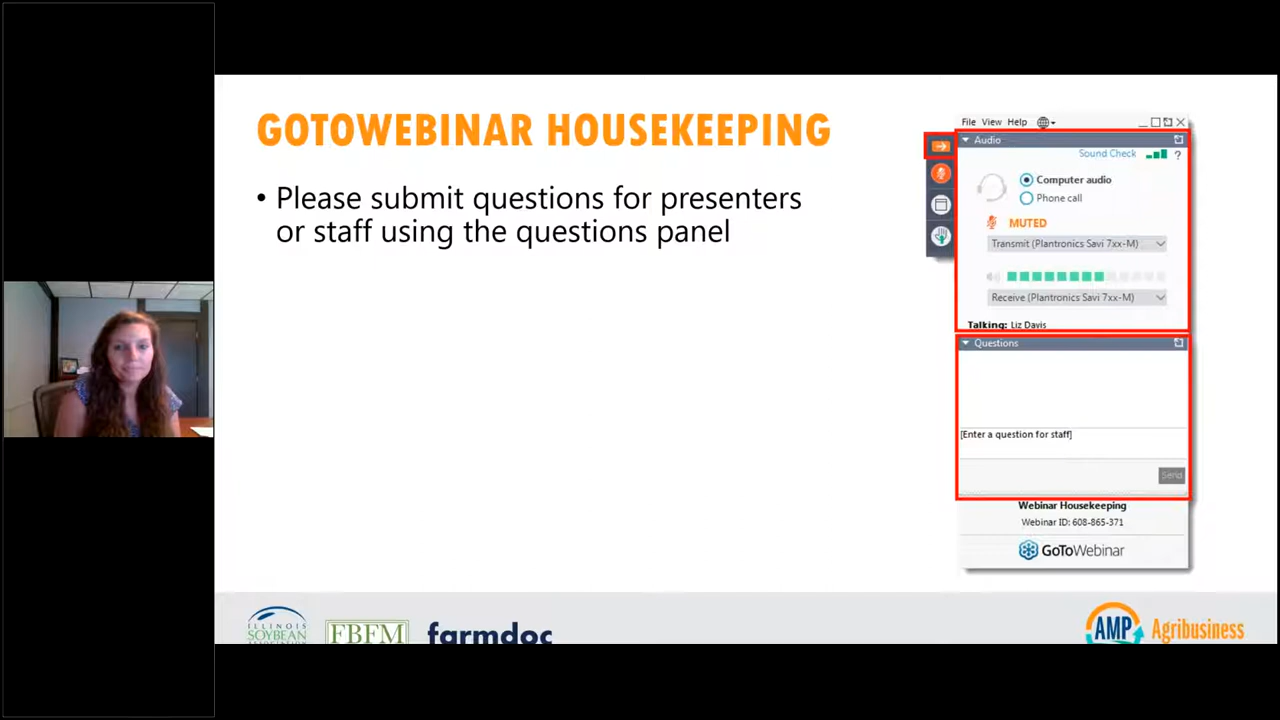 GOTOWEBINAR HOUSEKEEPING
• Please submit questions for presenters
or staff using the questions panel
File View Help
Audio
Sound Check ?
Computer audio
Phone call
MUTED
Transmit (Plantronics Savi 7xx-M)
Receive (Plantronics Savi 7xx-M)
Talking: Liz Davis
Questions
[Enter a question for staff]
Send
Webinar Housekeeping
Webinar ID: 608-865-371
GoToWebinar
ILLINOIS
SOYBEAN
FBFM
farmdoc
AMP Agribusiness